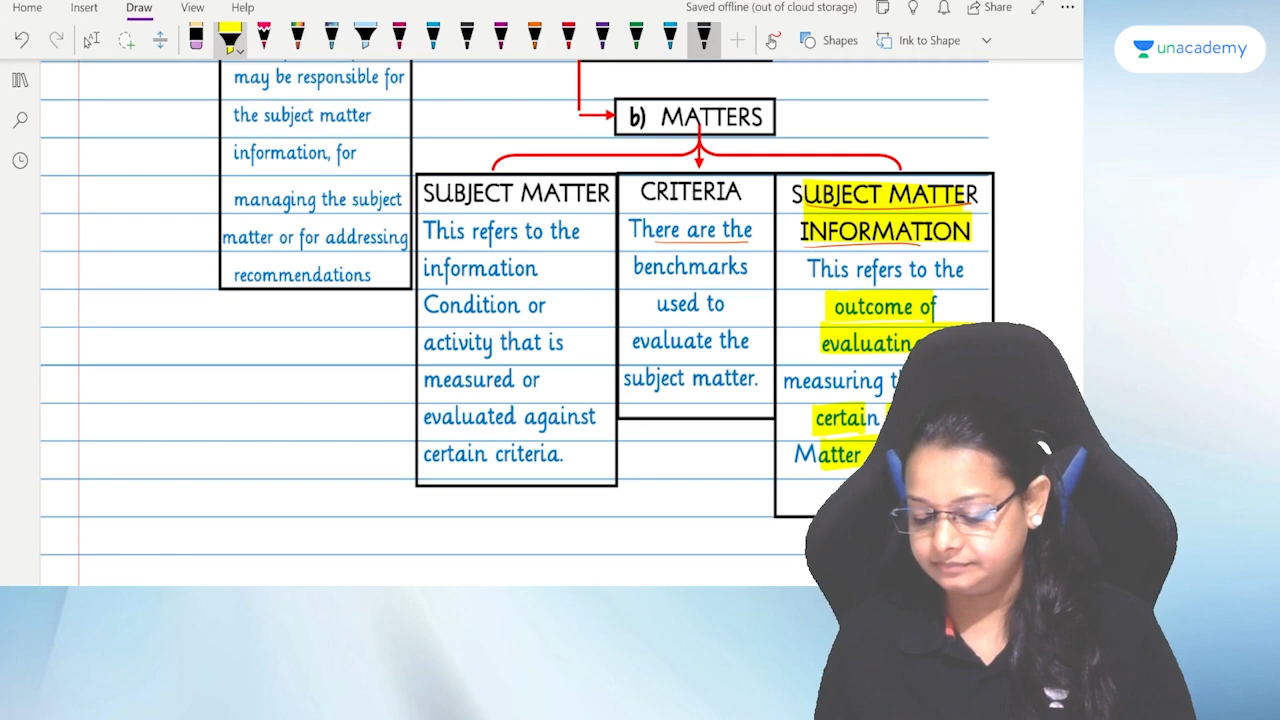 Home Insert Draw View Help
Saved offline (out of cloud storage)
Share
Shapes
Ink to Shape
unacademy
may be responsible for
the subject matter
information, for
managing the subject
matter or for addressing
recommendations
b) MATTERS
SUBJECT MATTER
This refers to the
information
Condition or
activity that is
measured or
evaluated against
certain criteria.
CRITERIA
There are the
benchmarks
used to
evaluate the
subject matter.
SUBJECT MATTER
INFORMATION
This refers to the
outcome of
measuring
certain
Matter